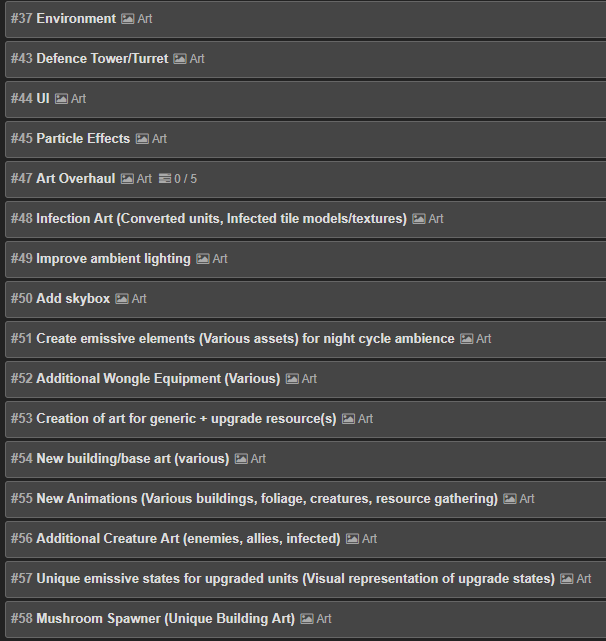 #37 Environment Art
#43 Defence Tower/Turret Art
#44 UI Art
#45 Particle Effects Art
#47 Art Overhaul Art 0 / 5
#48 Infection Art (Converted units, Infected tile models/textures) Art
#49 Improve ambient lighting Art
#50 Add skybox Art
#51 Create emissive elements (Various assets) for night cycle ambience Art
#52 Additional Wongle Equipment (Various) Art
#53 Creation of art for generic + upgrade resource(s) Art
#54 New building/base art (various) Art
#55 New Animations (Various buildings, foliage, creatures, resource gathering) Art
#56 Additional Creature Art (enemies, allies, infected) Art
#57 Unique emissive states for upgraded units (Visual representation of upgrade states) Art
#58 Mushroom Spawner (Unique Building Art) Art